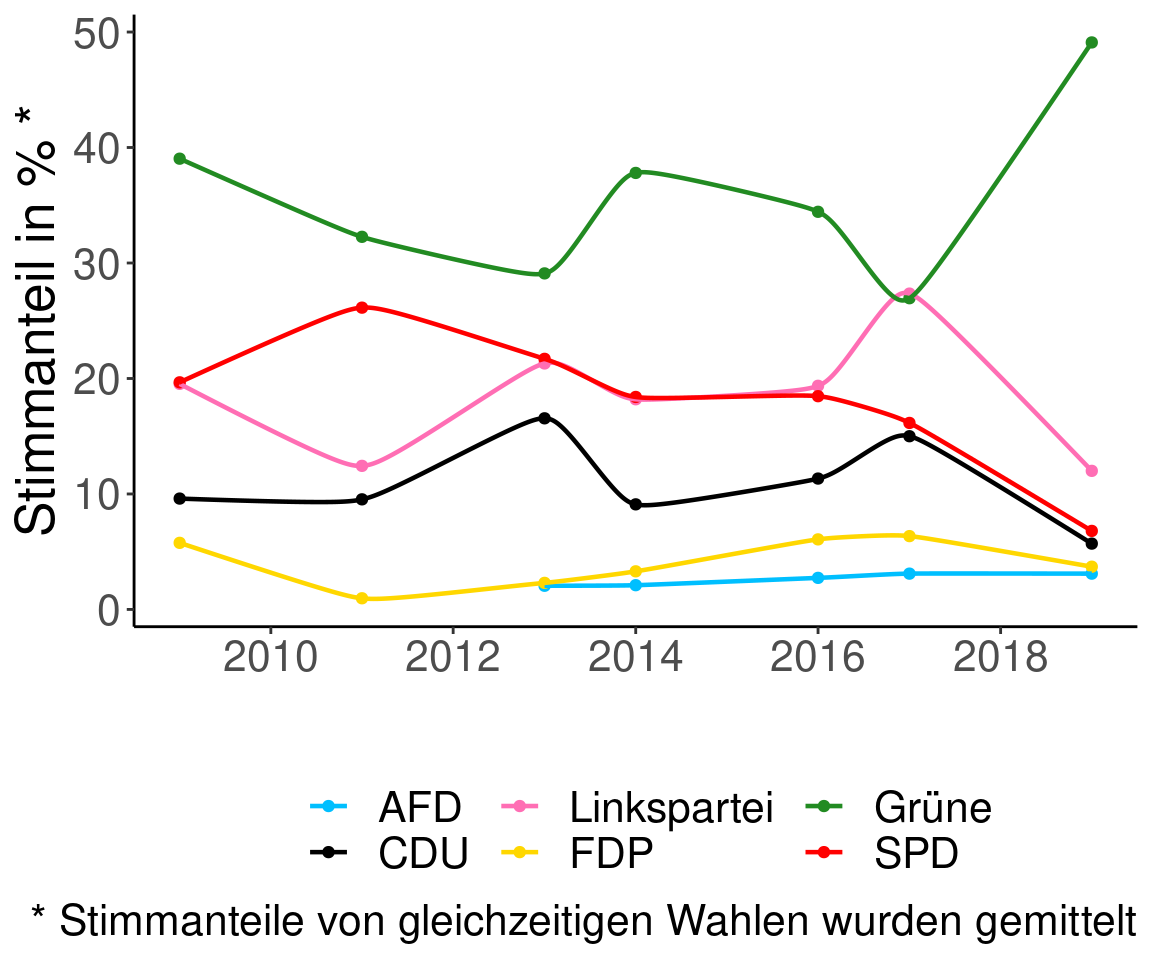 Stimmanteil in % *
50
40
30
20
10
0
2010 2012 2014 2016 2018
AFD Linkspartei Grüne
CDU FDP SPD
* Stimmanteile von gleichzeitigen Wahlen wurden gemittelt